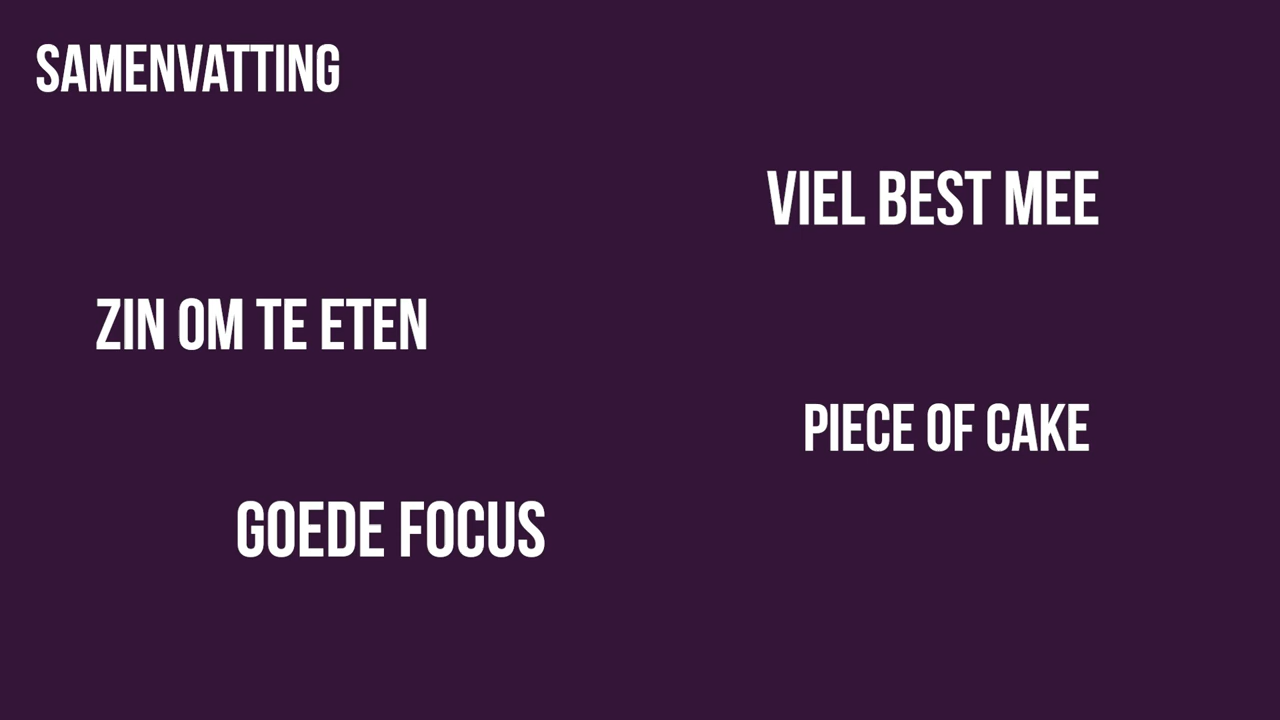 SAMENVATTING
VIEL BEST MEE
ZIN OM TE ETEN
PIECE OF CAKE
GOEDE FOCUS